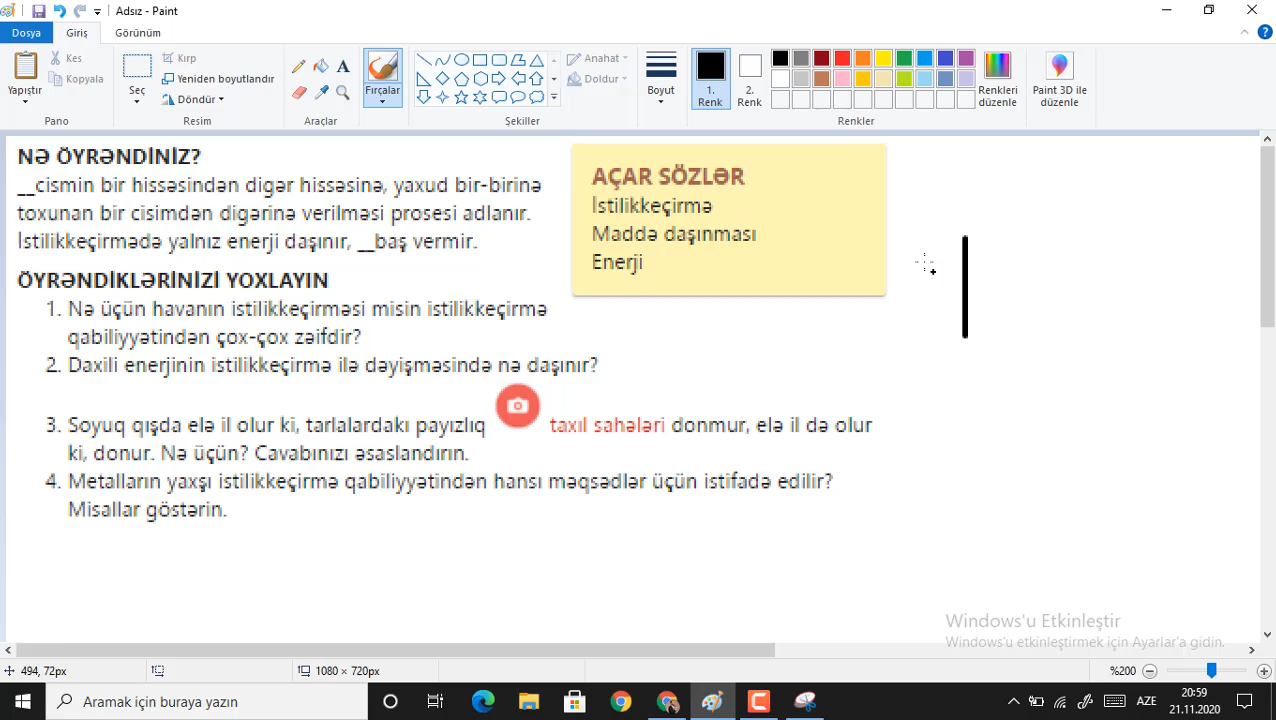 Adsız - Paint
Dosya Giriş Görünüm
Yapıştır
Kes
Kopyala
Pano
Seç
Kırp
Yeniden boyutlandır
Döndür
Resim
Araçlar
Fırçalar
Şekiller
Anahat
Doldur
Boyut
1. Renk
2. Renk
Renkleri düzenle
Renkler
Paint 3D ile düzenle
NƏ ÖYRƏNDİNİZ?
__cismin bir hissəsindən digər hissəsinə, yaxud bir-birinə
toxunan bir cisimdən digərinə verilməsi prosesi adlanır.
İstilikkeçirmədə yalnız enerji daşınır, __baş vermir.
AÇAR SÖZLƏR
İstilikkeçirmə
Maddə daşınması
Enerji
ÖYRƏNDİKLƏRİNİZİ YOXLAYIN
1. Nə üçün havanın istilikkeçirməsi misin istilikkeçirmə
qabiliyyətindən çox-çox zəifdir?
2. Daxili enerjinin istilikkeçirmə ilə dəyişməsində nə daşınır?
3. Soyuq qışda elə il olur ki, tarlalardakı payızlıq taxıl sahələri donmur, elə il də olur
ki, donur. Nə üçün? Cavabınızı əsaslandırın.
4. Metalların yaxşı istilikkeçirmə qabiliyyətindən hansı məqsədlər üçün istifadə edilir?
Misallar göstərin.
Windows'u Etkinleştir
Windows'u etkinleştirmek için Ayarlar'a gidin.
494, 72px
1080 × 720px
%200
Aramak için buraya yazın
AZE
20:59
21.11.2020